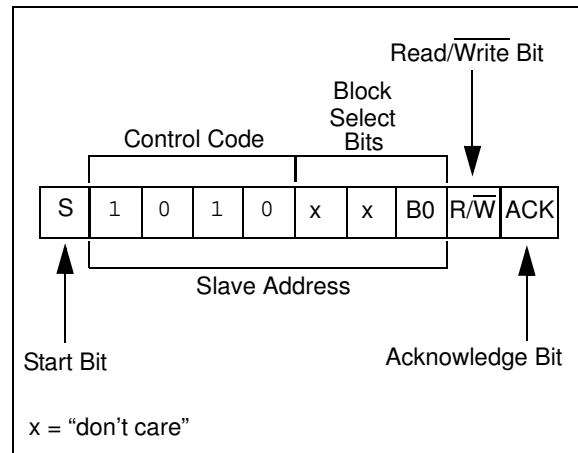 Read/Write Bit
Block
Select
Bits
Control Code
S 1 0 1 0 x x B0 R/W ACK
Slave Address
Start Bit
Acknowledge Bit
x = “don’t care”